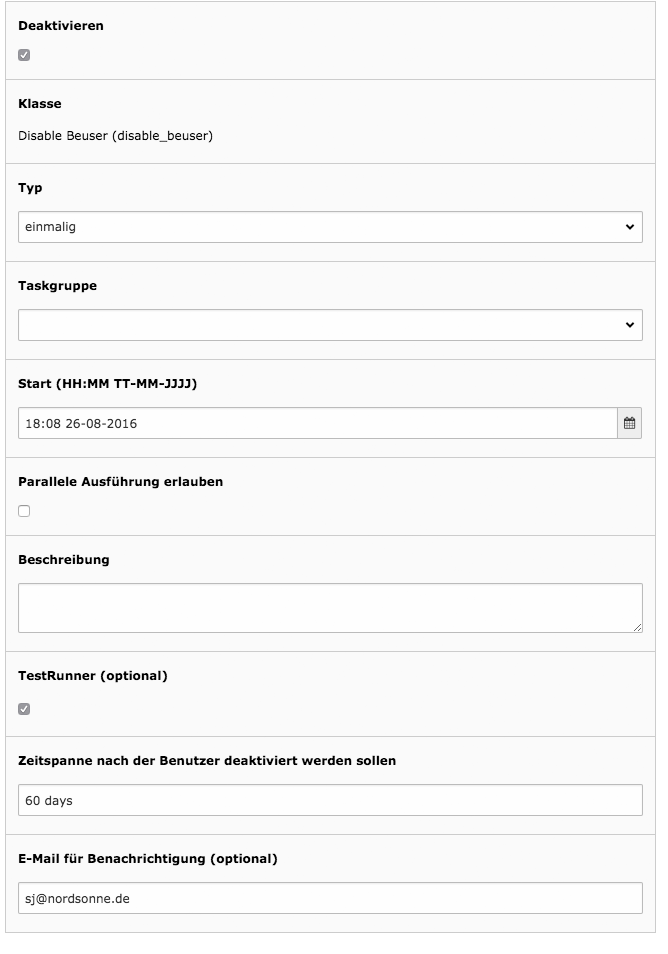 Deaktivieren
Klasse
Disable Beuser (disable_beuser)
Typ
einmalig
Taskgruppe
Start (HH:MM TT-MM-JJJJ)
18:08 26-08-2016
Parallele Ausführung erlauben
Beschreibung
TestRunner (optional)
Zeitspanne nach der Benutzer deaktiviert werden sollen
60 days
E-Mail für Benachrichtigung (optional)
sj@nordsonne.de